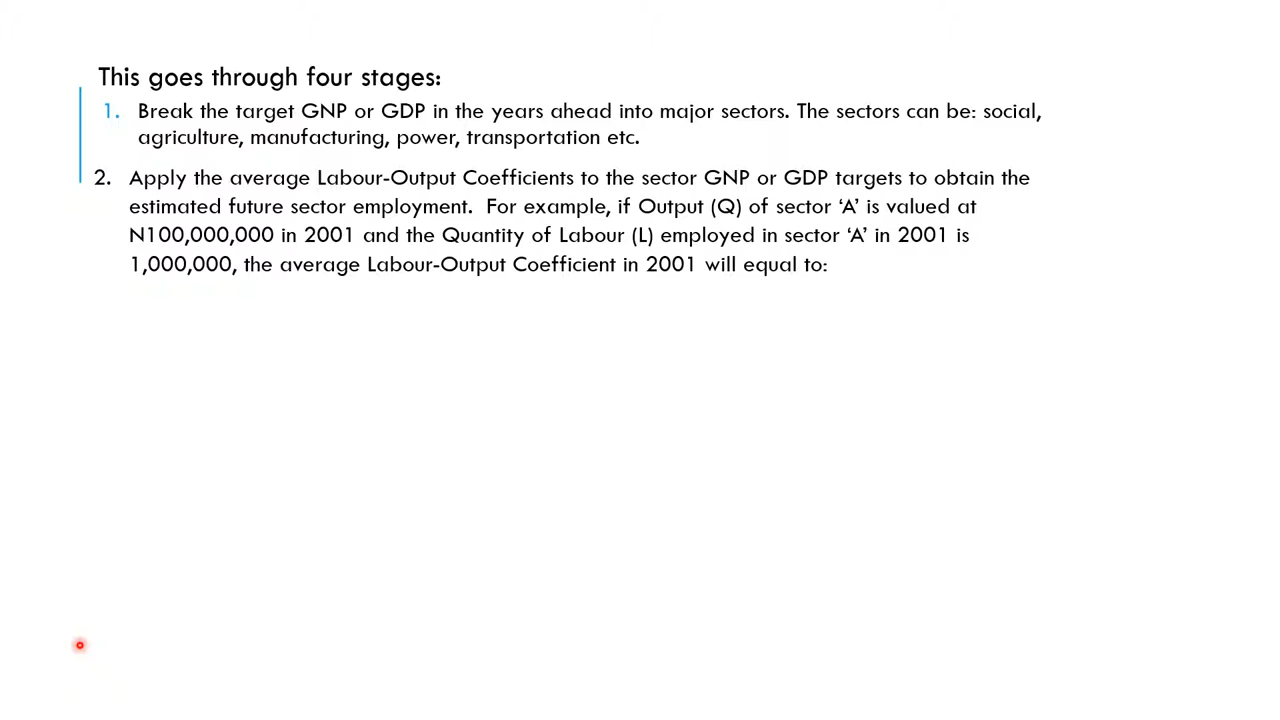 This goes through four stages:
1. Break the target GNP or GDP in the years ahead into major sectors. The sectors can be: social,
agriculture, manufacturing, power, transportation etc.
2. Apply the average Labour-Output Coefficients to the sector GNP or GDP targets to obtain the
estimated future sector employment. For example, if Output (Q) of sector ‘A’ is valued at
N100,000,000 in 2001 and the Quantity of Labour (L) employed in sector ‘A’ in 2001 is
1,000,000, the average Labour-Output Coefficient in 2001 will equal to: